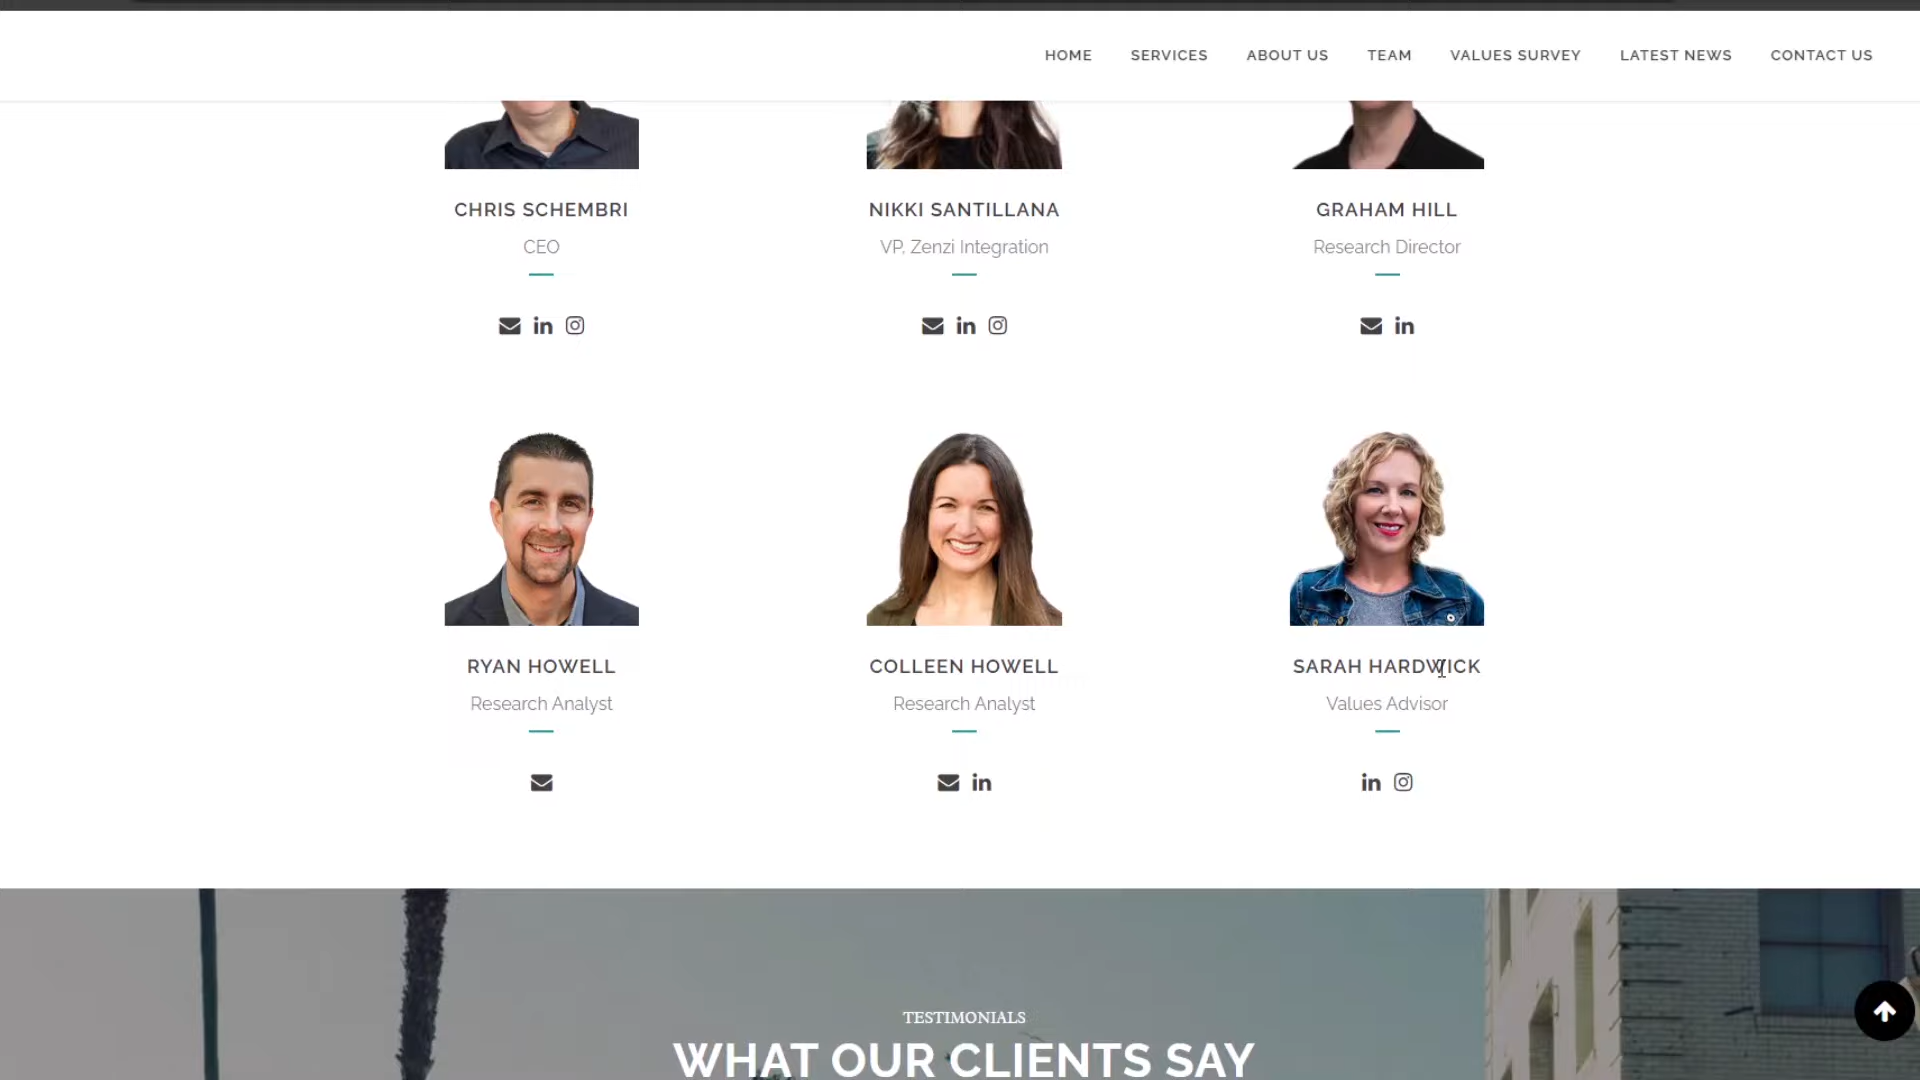 HOME SERVICES ABOUT US TEAM VALUES SURVEY LATEST NEWS CONTACT US
CHRIS SCHEMBRI
CEO
NIKKI SANTILLANA
VP, Zenzi Integration
GRAHAM HILL
Research Director
RYAN HOWELL
Research Analyst
COLLEEN HOWELL
Research Analyst
SARAH HARDWICK
Values Advisor
TESTIMONIALS
WHAT OUR CLIENTS SAY